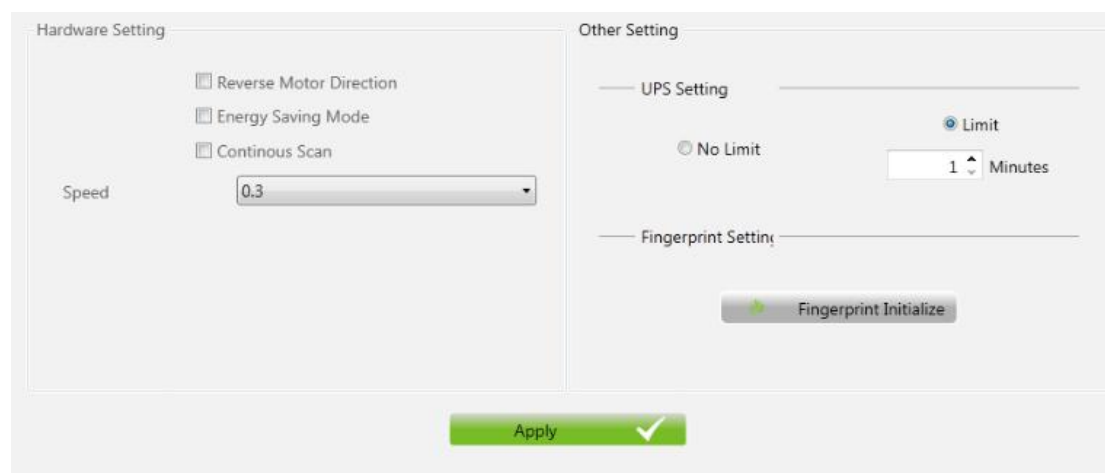 Hardware Setting
Reverse Motor Direction
Energy Saving Mode
Continous Scan
Speed
0.3
Other Setting
UPS Setting
No Limit
Limit
1 Minutes
Fingerprint Setting
Fingerprint Initialize
Apply